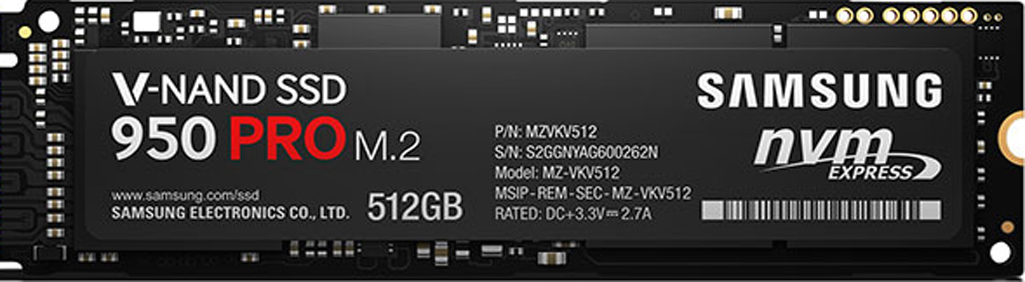 V-NAND SSD
950 PRO M.2
www.samsung.com/ssd
SAMSUNG ELECTRONICS CO., LTD.
512GB
P/N: MZVKV512
S/N: S2GGNYAG600262N
Model: MZ-VKV512
MSIP-REM-SEC-MZ-VKV512
RATED: DC+3.3V⎓ 2.7A
SAMSUNG
nvm
EXPRESS